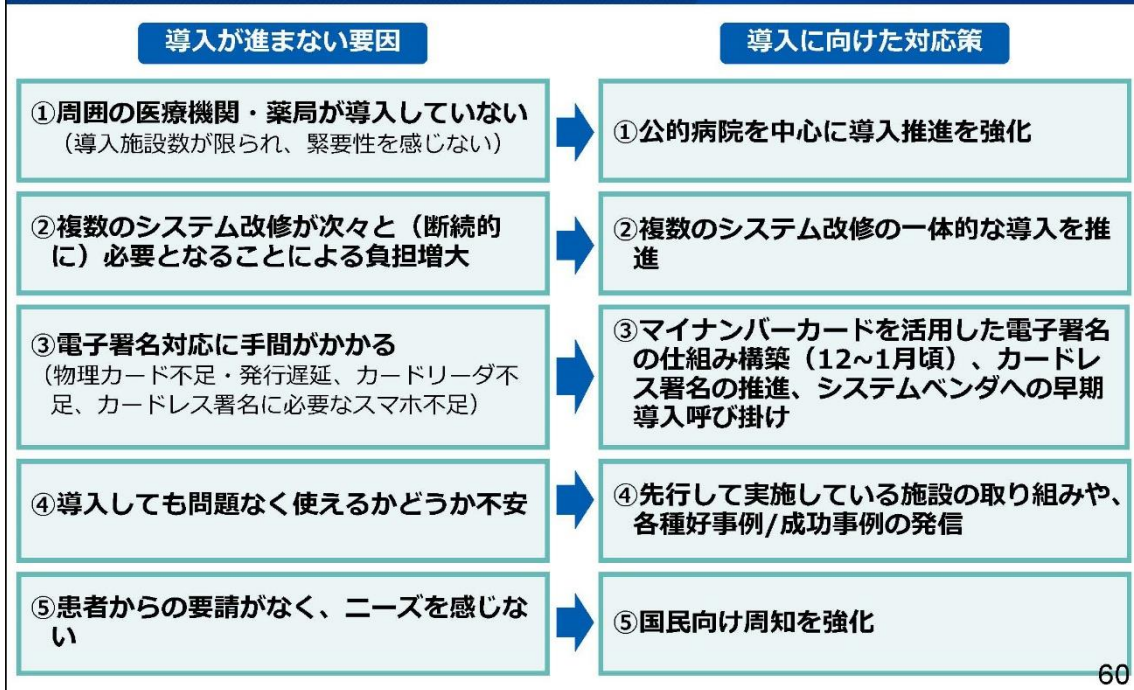 導入が進まない要因
導入に向けた対応策
①周囲の医療機関・薬局が導入していない
（導入施設数が限られ、緊要性を感じない）
①公的病院を中心に導入推進を強化
②複数のシステム改修が次々と（断続的
に）必要となることによる負担増大
②複数のシステム改修の一体的な導入を推
進
③電子署名対応に手間がかかる
（物理カード不足・発行遅延、カードリーダ不
足、カードレス署名に必要なスマホ不足）
③マイナンバーカードを活用した電子署名
の仕組み構築（12~1月頃）、カードレ
ス署名の推進、システムベンダへの早期
導入呼び掛け
④導入しても問題なく使えるかどうか不安
④先行して実施している施設の取り組みや、
各種好事例/成功事例の発信
⑤患者からの要請がなく、ニーズを感じな
い
⑤国民向け周知を強化
60